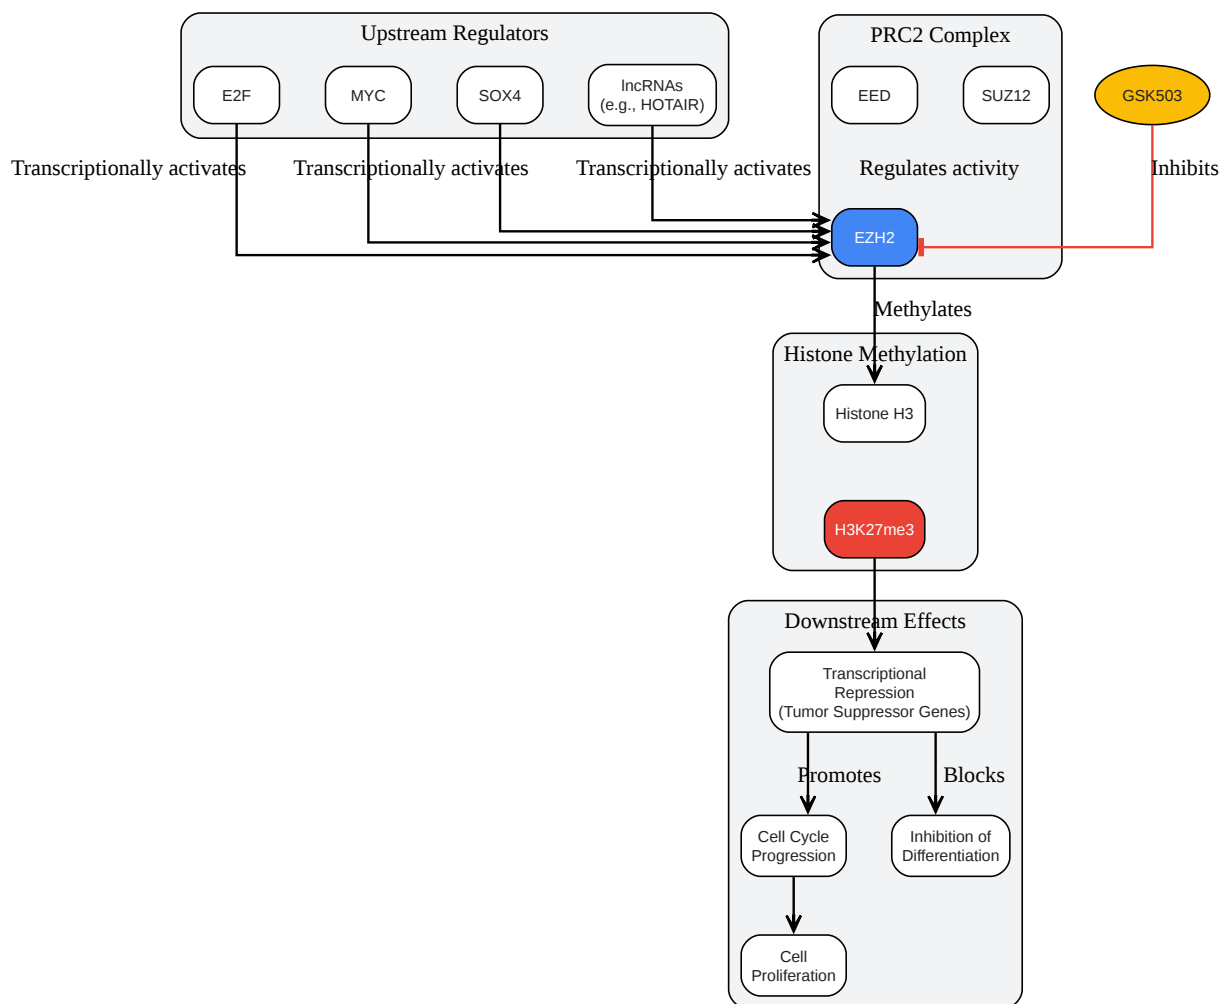 Upstream Regulators
PRC2 Complex
E2F
MYC
SOX4
lncRNAs
(e.g., HOTAIR)
EED
SUZ12
GSK503
Transcriptionally activates
Transcriptionally activates
Transcriptionally activates
Regulates activity
Inhibits
EZH2
Methylates
Histone Methylation
Histone H3
H3K27me3
Downstream Effects
Transcriptional
Repression
(Tumor Suppressor Genes)
Promotes
Blocks
Cell Cycle
Progression
Inhibition of
Differentiation
Cell
Proliferation